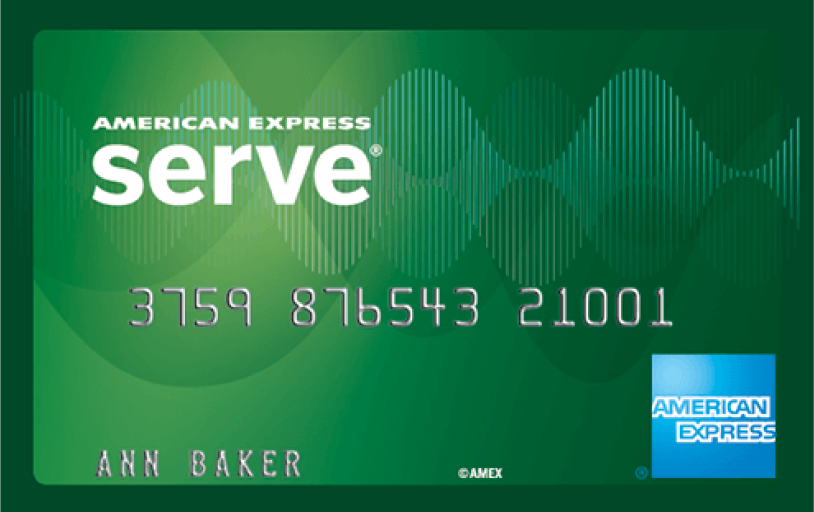 AMERICAN EXPRESS
serve®
3759 876543 21001
AMERICAN
EXPRESS
ANN BAKER
©AMEX
®